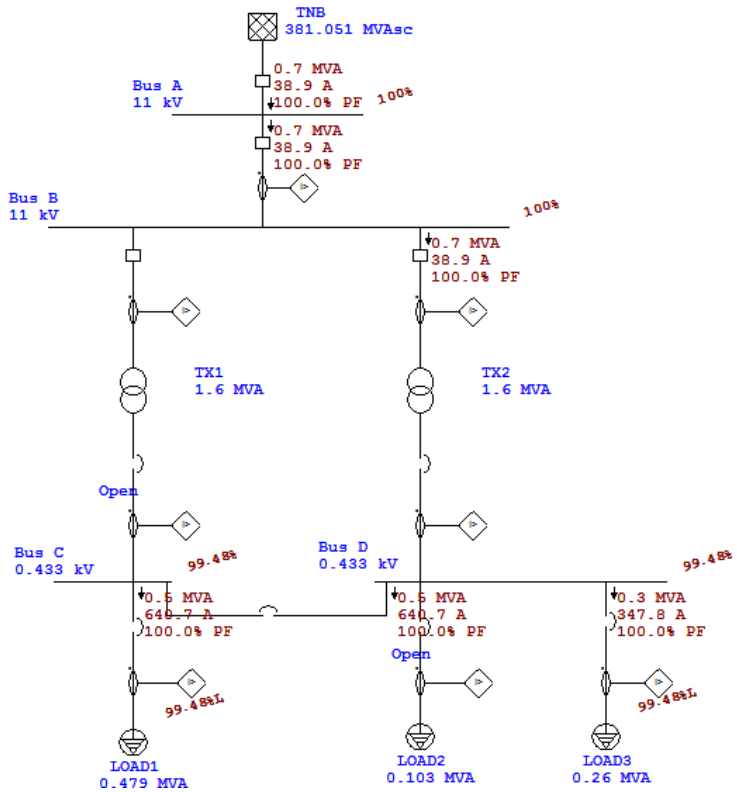 TNB
381.051 MVAsc
0.7 MVA
38.9 A
100.0% PF
Bus A
11 kV
100%
0.7 MVA
38.9 A
100.0% PF
Bus B
11 kV
100%
0.7 MVA
38.9 A
100.0% PF
TX1
1.6 MVA
TX2
1.6 MVA
Open
Bus C
0.433 kV
99.48%
Bus D
0.433 kV
99.48%
0.5 MVA
640.7 A
100.0% PF
0.5 MVA
640.7 A
100.0% PF
0.3 MVA
347.8 A
100.0% PF
Open
99.48%L
99.48%L
LOAD1
0.479 MVA
LOAD2
0.103 MVA
LOAD3
0.26 MVA